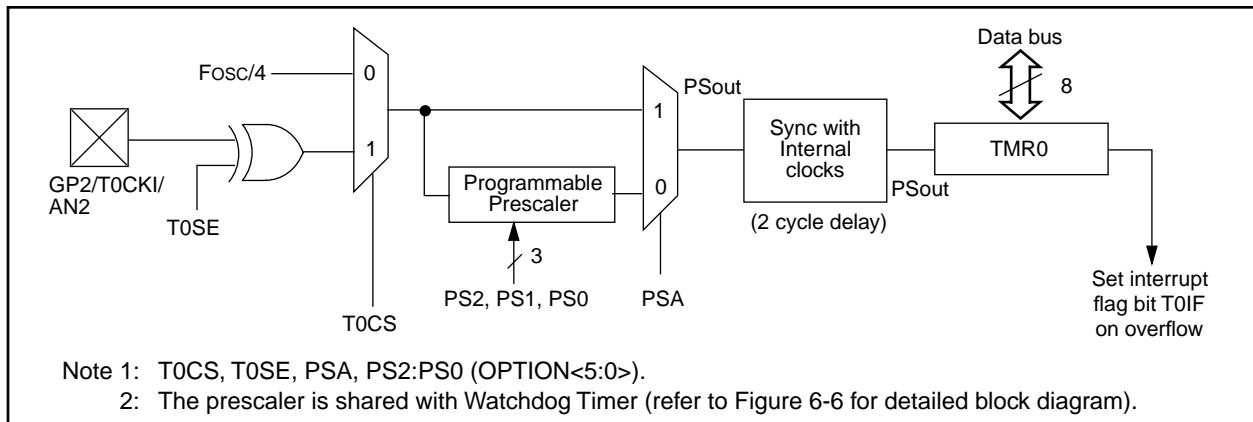 Data bus
8
FOSC/4
0
1
GP2/T0CKI/
AN2
T0SE
T0CS
Programmable
Prescaler
3
PS2, PS1, PS0
1
0
PSA
PSout
Sync with
Internal
clocks
(2 cycle delay)
PSout
TMR0
Set interrupt
flag bit T0IF
on overflow
Note 1: T0CS, T0SE, PSA, PS2:PS0 (OPTION<5:0>).
2: The prescaler is shared with Watchdog Timer (refer to Figure 6-6 for detailed block diagram).